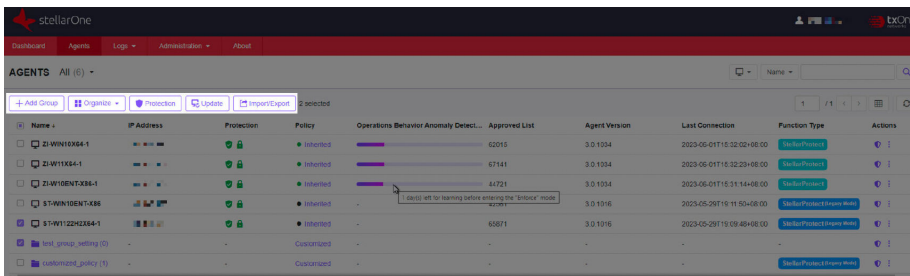 stellarOne
txOn
Dashboard Agents Logs Administration About
AGENTS All (6)
Name
Add Group Organize Protection Update Import/Export 2 selected
1 /1
Name IP Address Protection Policy Operations Behavior Anomaly Detect... Approved List Agent Version Last Connection Function Type Actions
ZI-WIN10X64-1 Inherited 62015 3.0.1034 2023-06-01T15:32:02+08:00 StellarProtect
ZI-W11X64-1 Inherited 67141 3.0.1034 2023-06-01T15:32:23+08:00 StellarProtect
ZI-W10ENT-X86-1 Inherited 44721 3.0.1034 2023-06-01T15:31:14+08:00 StellarProtect
ST-WIN10ENT-X86 Inherited - 3.0.1016 2023-05-29T19:11:50+08:00 StellarProtect (Legacy Mode)
1 day(s) left for learning before entering the "Enforce" mode
ST-W1122H2X64-1 Inherited - 65871 3.0.1016 2023-05-29T19:09:48+08:00 StellarProtect (Legacy Mode)
test_group_setting (0) - - Customized - - - - -
customized_policy (1) - - Customized - - - - StellarProtect (Legacy Mode)